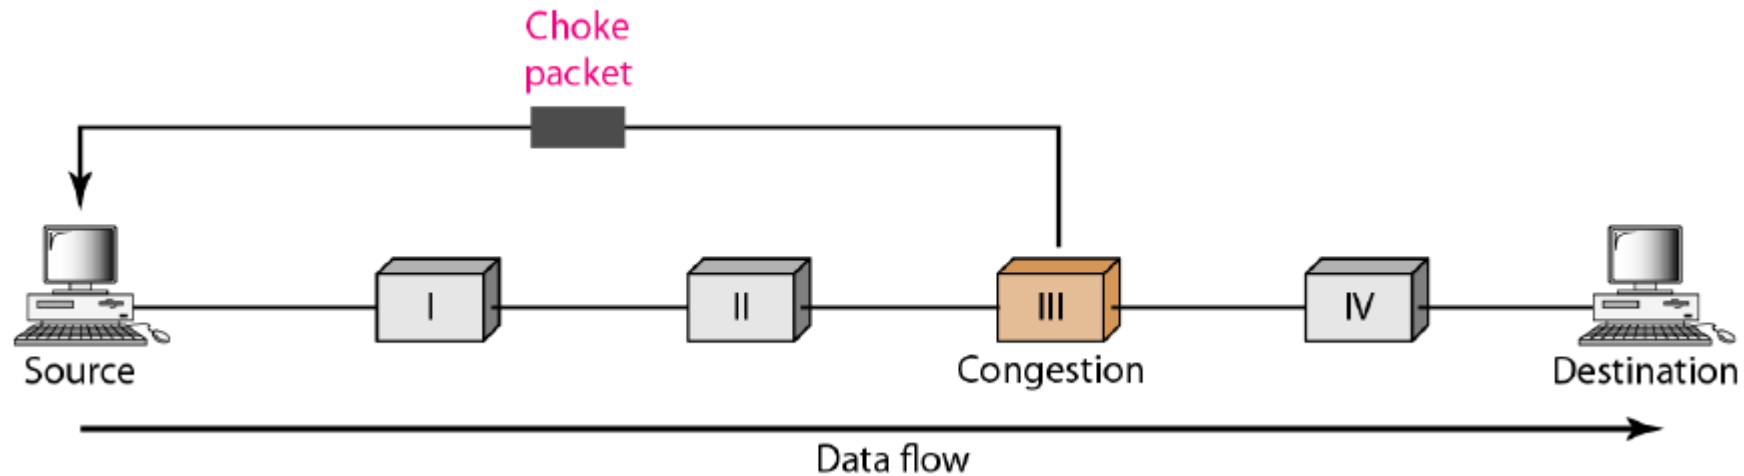 Choke
packet
I
II
III
IV
Source
Congestion
Destination
Data flow